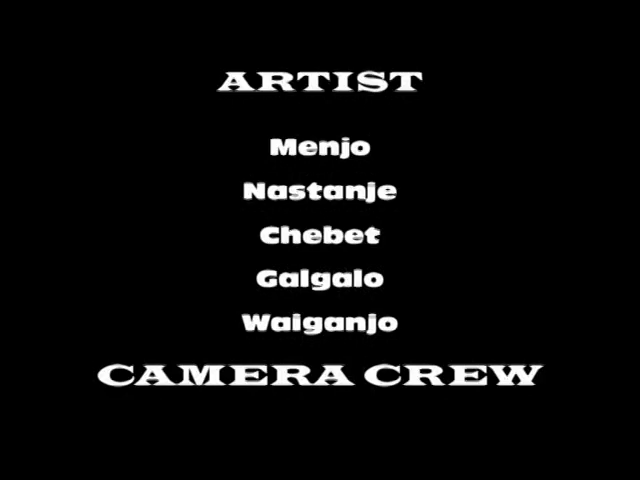 ARTIST
Menjo
Nastanje
Chebet
Galgalo
Waiganjo
CAMERA CREW